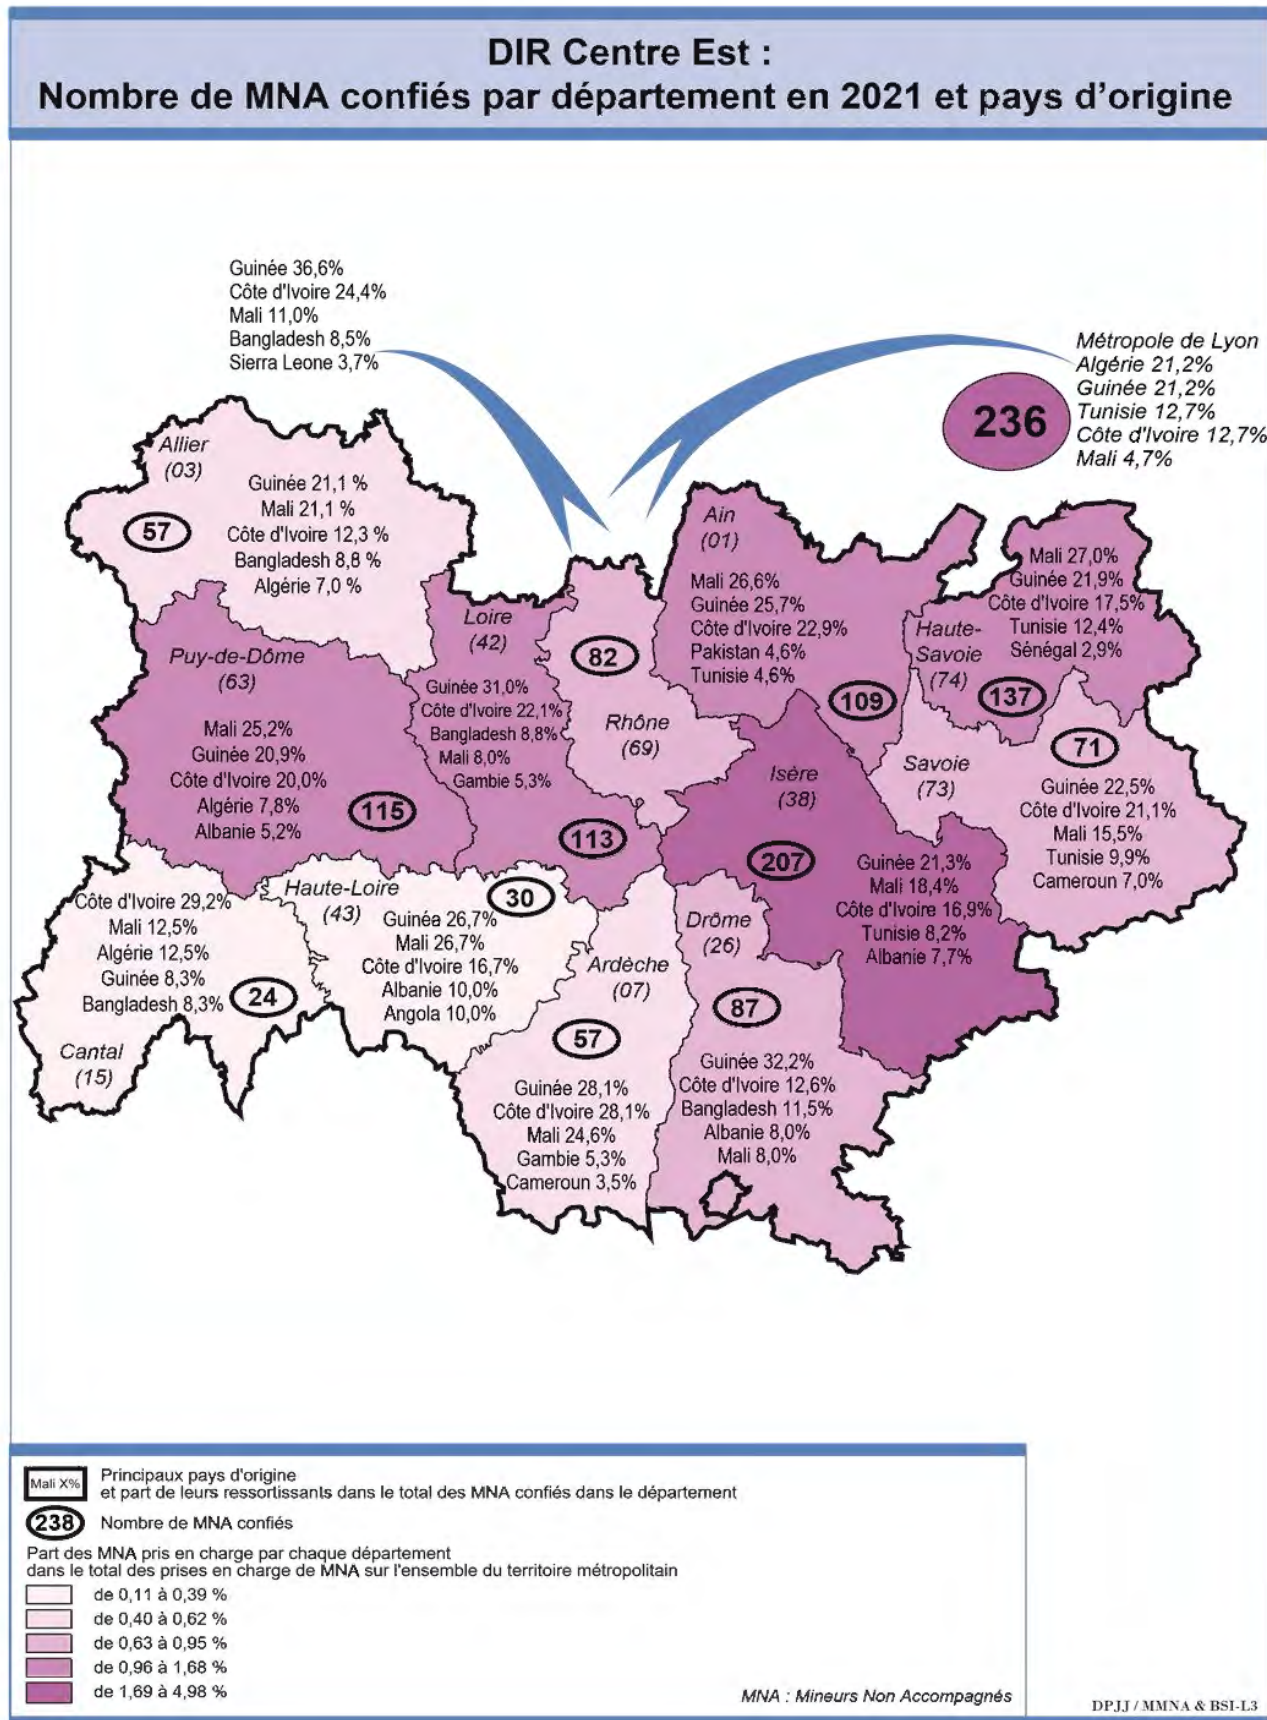 DIR Centre Est :
Nombre de MNA confiés par département en 2021 et pays d'origine
Guinée 36,6%
Côte d'Ivoire 24,4%
Mali 11,0%
Bangladesh 8,5%
Sierra Leone 3,7%
Métropole de Lyon
Algérie 21,2%
Guinée 21,2%
Tunisie 12,7%
Côte d'Ivoire 12,7%
Mali 4,7%
236
Allier
(03)
57
Guinée 21,1 %
Mali 21,1 %
Côte d'Ivoire 12,3 %
Bangladesh 8,8 %
Algérie 7,0 %
Puy-de-Dôme
(63)
Mali 25,2%
Guinée 20,9%
Côte d'Ivoire 20,0%
Algérie 7,8%
Albanie 5,2%
115
Loire
(42)
Guinée 31,0%
Côte d'Ivoire 22,1%
Bangladesh 8,8%
Mali 8,0%
Gambie 5,3%
113
82
Rhône
(69)
Ain
(01)
Mali 26,6%
Guinée 25,7%
Côte d'Ivoire 22,9%
Pakistan 4,6%
Tunisie 4,6%
109
Mali 27,0%
Guinée 21,9%
Côte d'Ivoire 17,5%
Tunisie 12,4%
Sénégal 2,9%
Haute-
Savoie
(74)
137
71
Savoie
(73)
Guinée 22,5%
Côte d'Ivoire 21,1%
Mali 15,5%
Tunisie 9,9%
Cameroun 7,0%
Isère
(38)
207
Guinée 21,3%
Mali 18,4%
Côte d'Ivoire 16,9%
Tunisie 8,2%
Albanie 7,7%
Côte d'Ivoire 29,2%
Mali 12,5%
Algérie 12,5%
Guinée 8,3%
Bangladesh 8,3%
24
Cantal
(15)
Haute-Loire
(43)
30
Guinée 26,7%
Mali 26,7%
Côte d'Ivoire 16,7%
Albanie 10,0%
Angola 10,0%
Ardèche
(07)
57
Guinée 28,1%
Côte d'Ivoire 28,1%
Mali 24,6%
Gambie 5,3%
Cameroun 3,5%
Drôme
(26)
87
Guinée 32,2%
Côte d'Ivoire 12,6%
Bangladesh 11,5%
Albanie 8,0%
Mali 8,0%
Mali X%
Principaux pays d'origine
et part de leurs ressortissants dans le total des MNA confiés dans le département
238
Nombre de MNA confiés
Part des MNA pris en charge par chaque département
dans le total des prises en charge de MNA sur l'ensemble du territoire métropolitain
de 0,11 à 0,39 %
de 0,40 à 0,62 %
de 0,63 à 0,95 %
de 0,96 à 1,68 %
de 1,69 à 4,98 %
MNA : Mineurs Non Accompagnés
DPJJ / MMNA & BSI-L3